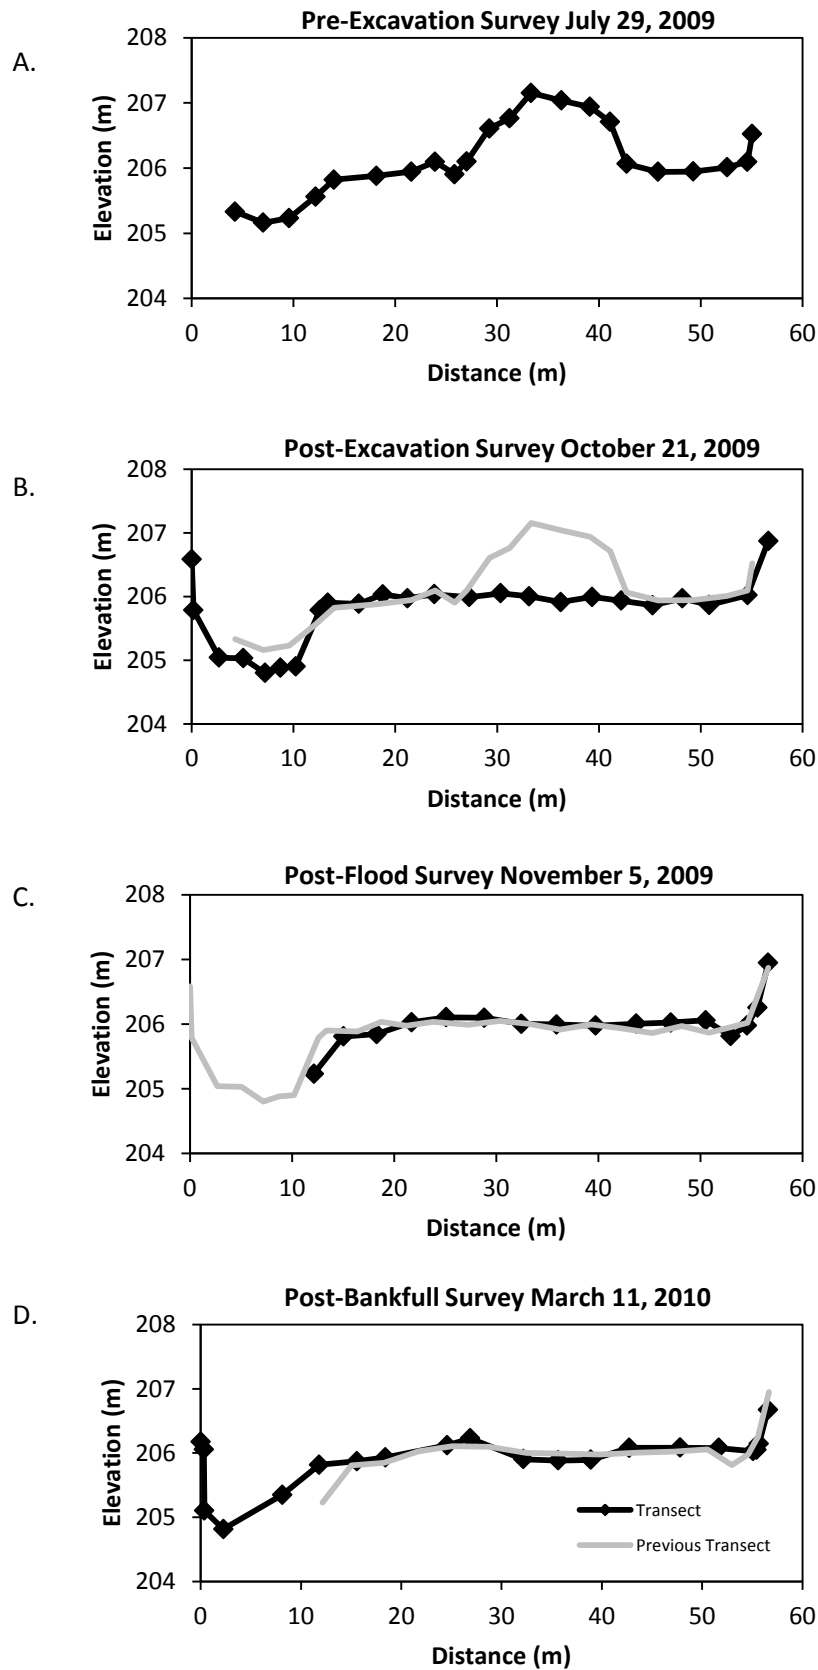 Pre-Excavation Survey July 29, 2009
A.
208
207
206
205
204
Elevation (m)
0 10 20 30 40 50 60
Distance (m)
Post-Excavation Survey October 21, 2009
B.
208
207
206
205
204
Elevation (m)
0 10 20 30 40 50 60
Distance (m)
Post-Flood Survey November 5, 2009
C.
208
207
206
205
204
Elevation (m)
0 10 20 30 40 50 60
Distance (m)
Post-Bankfull Survey March 11, 2010
D.
208
207
206
205
204
Elevation (m)
Transect
Previous Transect
0 10 20 30 40 50 60
Distance (m)